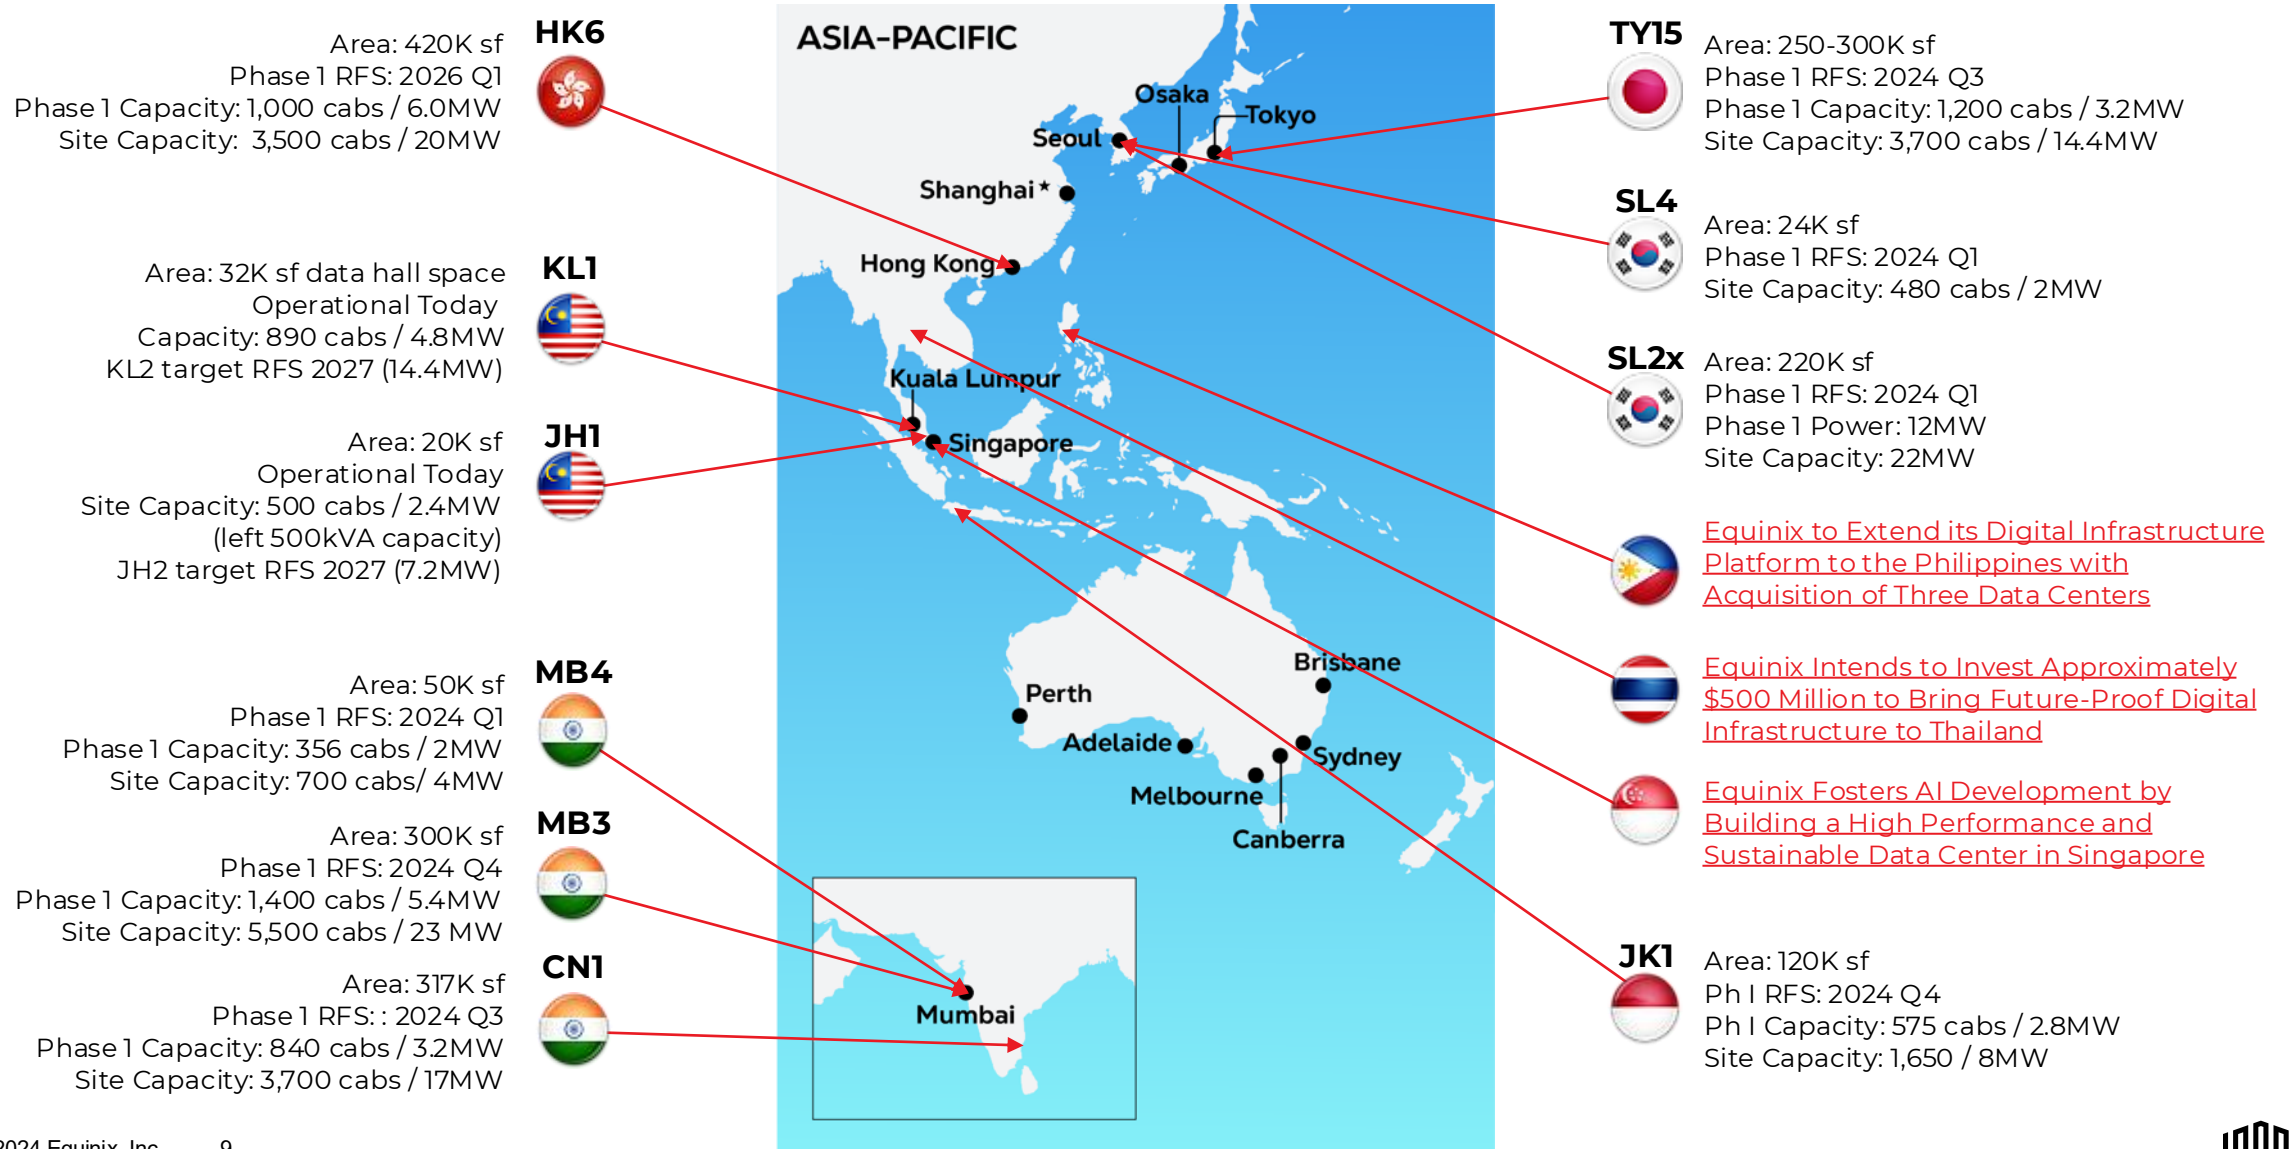 HK6
Area: 420K sf
Phase 1 RFS: 2026 Q1
Phase 1 Capacity: 1,000 cabs / 6.0MW
Site Capacity: 3,500 cabs / 20MW
KL1
Area: 32K sf data hall space
Operational Today
Capacity: 890 cabs / 4.8MW
KL2 target RFS 2027 (14.4MW)
JH1
Area: 20K sf
Operational Today
Site Capacity: 500 cabs / 2.4MW
(left 500kVA capacity)
JH2 target RFS 2027 (7.2MW)
MB4
Area: 50K sf
Phase 1 RFS: 2024 Q1
Phase 1 Capacity: 356 cabs / 2MW
Site Capacity: 700 cabs/ 4MW
MB3
Area: 300K sf
Phase 1 RFS: 2024 Q4
Phase 1 Capacity: 1,400 cabs / 5.4MW
Site Capacity: 5,500 cabs / 23 MW
CN1
Area: 317K sf
Phase 1 RFS: : 2024 Q3
Phase 1 Capacity: 840 cabs / 3.2MW
Site Capacity: 3,700 cabs / 17MW
ASIA-PACIFIC
Osaka
Tokyo
Seoul
Shanghai*
Hong Kong
Kuala Lumpur
Singapore
Brisbane
Perth
Adelaide
Sydney
Melbourne
Canberra
Mumbai
TY15
Area: 250-300K sf
Phase 1 RFS: 2024 Q3
Phase 1 Capacity: 1,200 cabs / 3.2MW
Site Capacity: 3,700 cabs / 14.4MW
SL4
Area: 24K sf
Phase 1 RFS: 2024 Q1
Site Capacity: 480 cabs / 2MW
SL2x
Area: 220K sf
Phase 1 RFS: 2024 Q1
Phase 1 Power: 12MW
Site Capacity: 22MW
Equinix to Extend its Digital Infrastructure
Platform to the Philippines with
Acquisition of Three Data Centers
Equinix Intends to Invest Approximately
$500 Million to Bring Future-Proof Digital
Infrastructure to Thailand
Equinix Fosters AI Development by
Building a High Performance and
Sustainable Data Center in Singapore
JK1
Area: 120K sf
Ph I RFS: 2024 Q4
Ph I Capacity: 575 cabs / 2.8MW
Site Capacity: 1,650 / 8MW
2024 Equinix, Inc.
9